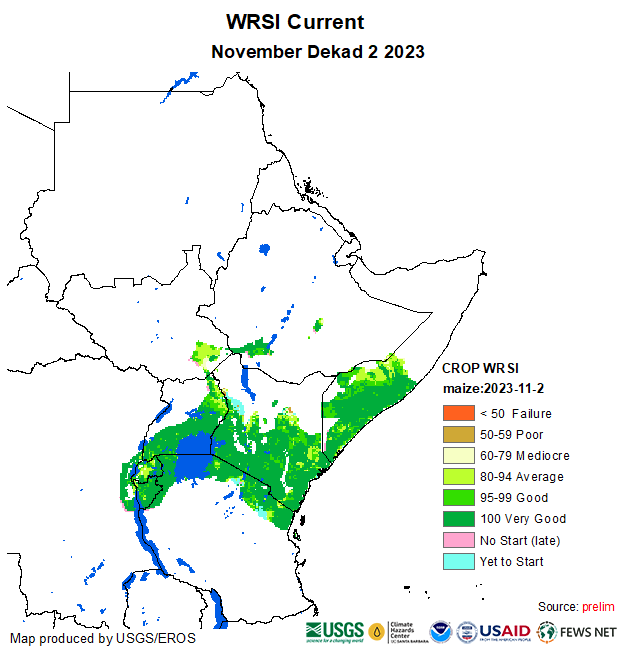 WRSI Current
November Dekad 2 2023
CROP WRSI
maize:2023-11-2
< 50 Failure
50-59 Poor
60-79 Mediocre
80-94 Average
95-99 Good
100 Very Good
No Start (late)
Yet to Start
Source: prelim
Map produced by USGS/EROS
USGS
science for a changing world
Climate
Hazards
Center
UC SANTA BARBARA
NOAA
USAID
FROM THE AMERICAN PEOPLE
FEWS NET